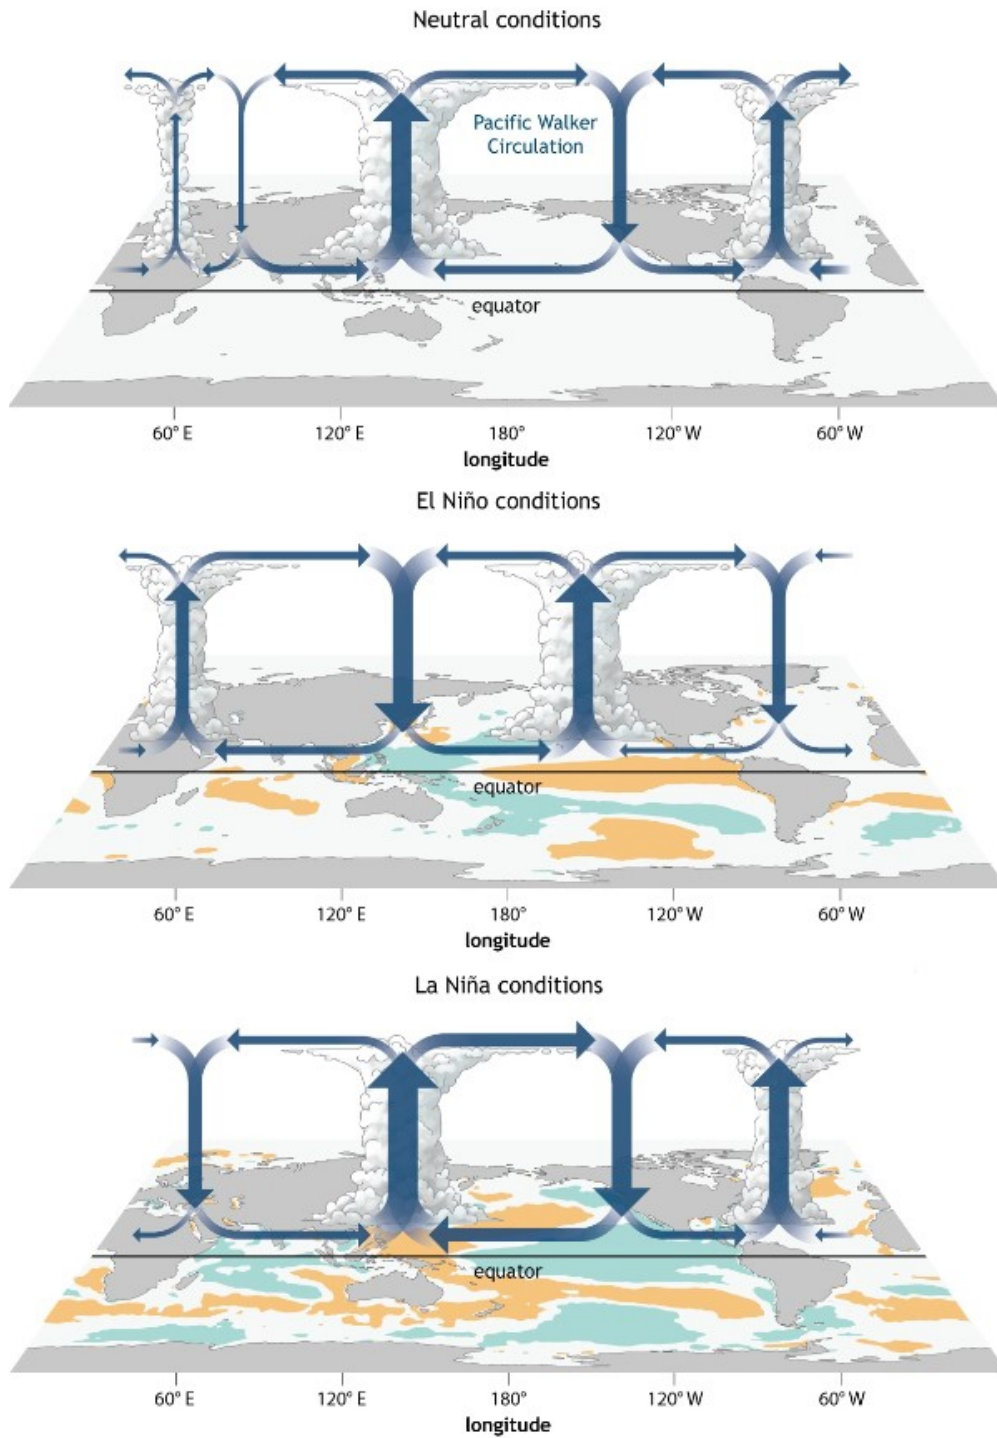 Neutral conditions
Pacific Walker
Circulation
equator
60° E 120° E 180° 120° W 60° W
longitude
El Niño conditions
equator
60° E 120° E 180° 120° W 60° W
longitude
La Niña conditions
equator
60° E 120° E 180° 120° W 60° W
longitude